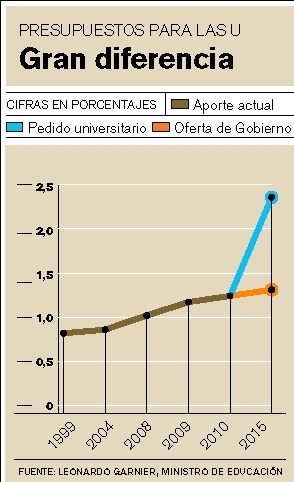 PRESUPUESTOS PARA LAS U
Gran diferencia
CIFRAS EN PORCENTAJES Aporte actual
Pedido universitario Oferta de Gobierno
2,5
2,0
1,5
1,0
0,5
0
1999 2004 2008 2009 2010 2015
FUENTE: LEONARDO GARNIER, MINISTRO DE EDUCACIÓN